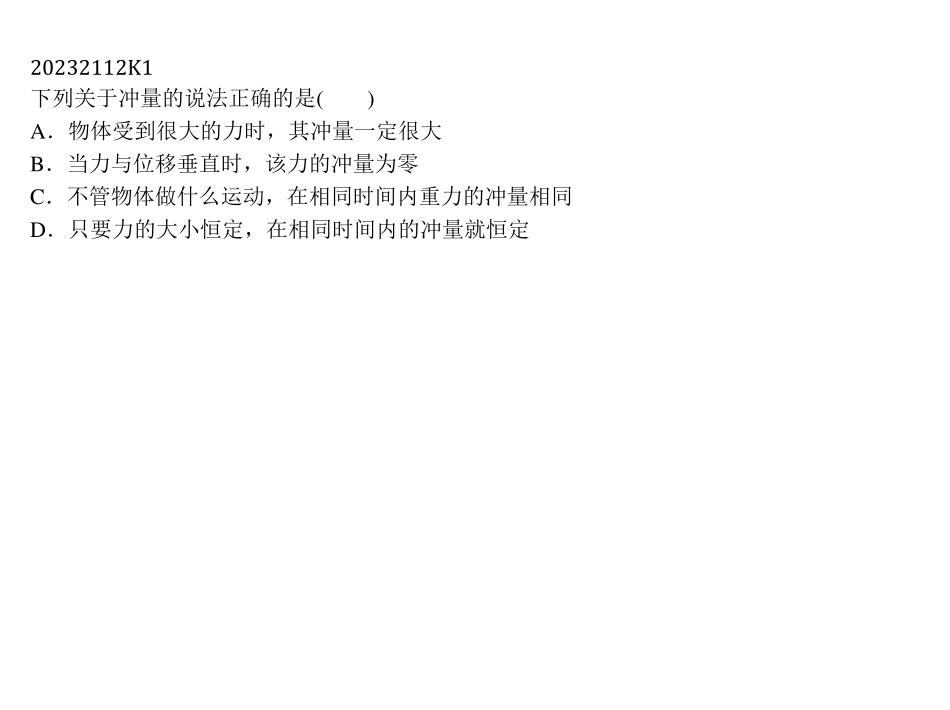 20232112K1
下列关于冲量的说法正确的是(　　)
A．物体受到很大的力时，其冲量一定很大
B．当力与位移垂直时，该力的冲量为零
C．不管物体做什么运动，在相同时间内重力的冲量相同
D．只要力的大小恒定，在相同时间内的冲量就恒定